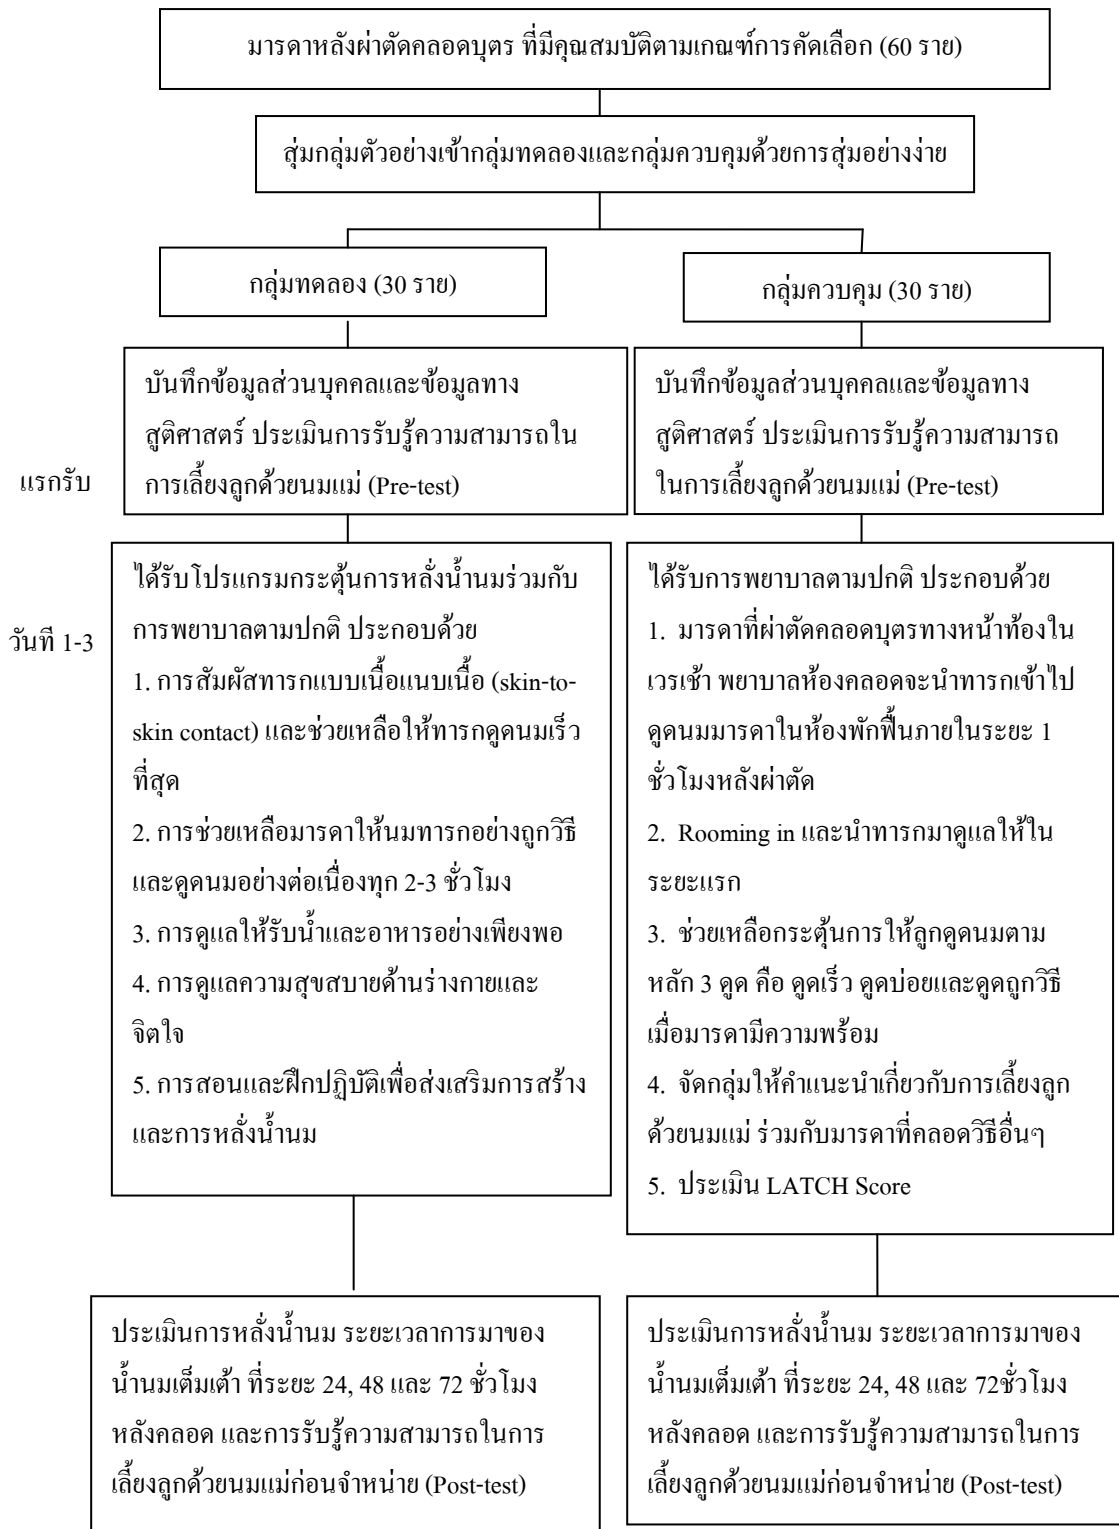 มารดาหลังผ่าตัดคลอดบุตร ที่มีคุณสมบัติตามเกณฑ์การคัดเลือก (60 ราย)
สุ่มกลุ่มตัวอย่างเข้ากลุ่มทดลองและกลุ่มควบคุมด้วยการสุ่มอย่างง่าย
กลุ่มทดลอง (30 ราย)
กลุ่มควบคุม (30 ราย)
แรกรับ
บันทึกข้อมูลส่วนบุคคลและข้อมูลทาง
สูติศาสตร์ ประเมินการรับรู้ความสามารถใน
การเลี้ยงลูกด้วยนมแม่ (Pre-test)
บันทึกข้อมูลส่วนบุคคลและข้อมูลทาง
สูติศาสตร์ ประเมินการรับรู้ความสามารถ
ในการเลี้ยงลูกด้วยนมแม่ (Pre-test)
วันที่ 1-3
ได้รับโปรแกรมกระตุ้นการหลั่งน้ำนมร่วมกับ
การพยาบาลตามปกติ ประกอบด้วย
1. การสัมผัสทารกแบบเนื้อแนบเนื้อ (skin-to-
skin contact) และช่วยเหลือให้ทารกดูดนมเร็ว
ที่สุด
2. การช่วยเหลือมารดาให้นมทารกอย่างถูกวิธี
และดูดนมอย่างต่อเนื่องทุก 2-3 ชั่วโมง
3. การดูแลให้รับน้ำและอาหารอย่างเพียงพอ
4. การดูแลความสุขสบายด้านร่างกายและ
จิตใจ
5. การสอนและฝึกปฏิบัติเพื่อส่งเสริมการสร้าง
และการหลั่งน้ำนม
ได้รับการพยาบาลตามปกติ ประกอบด้วย
1. มารดาที่ผ่าตัดคลอดบุตรทางหน้าท้องใน
เวรเช้า พยาบาลห้องคลอดจะนำทารกเข้าไป
ดูดนมมารดาในห้องพักฟื้นภายในระยะ 1
ชั่วโมงหลังผ่าตัด
2. Rooming in และนำทารกมาดูแลให้ใน
ระยะแรก
3. ช่วยเหลือกระตุ้นการให้ลูกดูดนมตาม
หลัก 3 ดูด คือ ดูดเร็ว ดูดบ่อยและดูดถูกวิธี
เมื่อมารดามีความพร้อม
4. จัดกลุ่มให้คำแนะนำเกี่ยวกับการเลี้ยงลูก
ด้วยนมแม่ ร่วมกับมารดาที่คลอดวิธีอื่นๆ
5. ประเมิน LATCH Score
ประเมินการหลั่งน้ำนม ระยะเวลาการมาของ
น้ำนมเต็มเต้า ที่ระยะ 24, 48 และ 72 ชั่วโมง
หลังคลอด และการรับรู้ความสามารถในการ
เลี้ยงลูกด้วยนมแม่ก่อนจำหน่าย (Post-test)
ประเมินการหลั่งน้ำนม ระยะเวลาการมาของ
น้ำนมเต็มเต้า ที่ระยะ 24, 48 และ 72ชั่วโมง
หลังคลอด และการรับรู้ความสามารถในการ
เลี้ยงลูกด้วยนมแม่ก่อนจำหน่าย (Post-test)